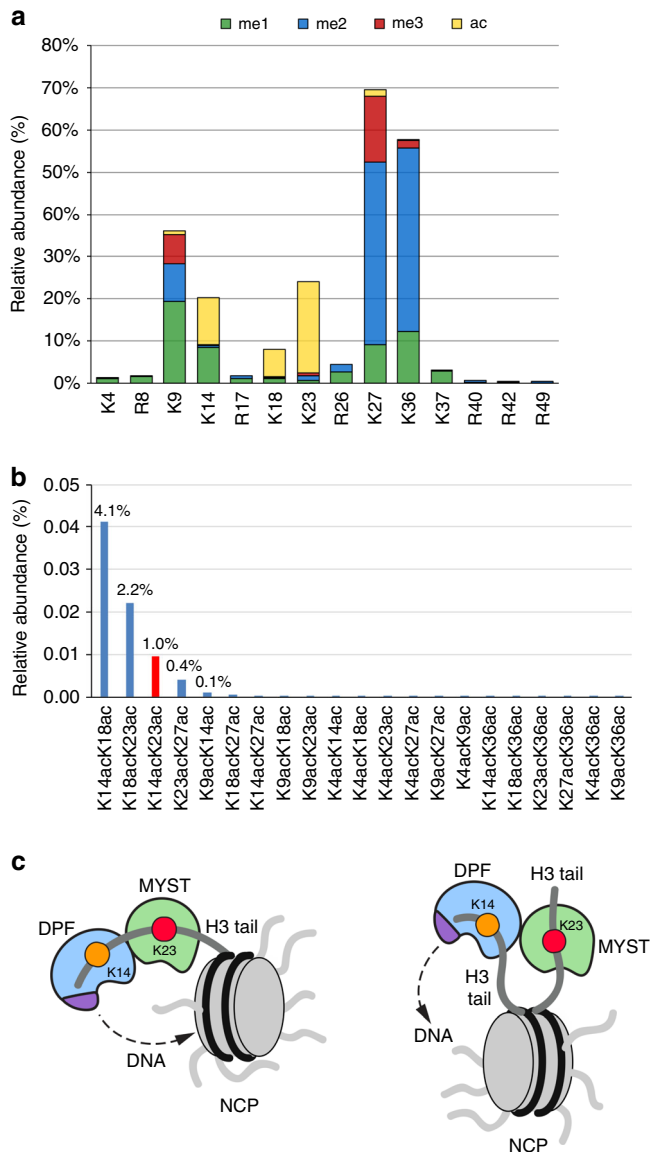 a
me1 me2 me3 ac
Relative abundance (%)
80%
70%
60%
50%
60%
30%
20%
10%
0%
K4 R8 K9 K14 R17 K18 K23 R26 K27 K36 K37 R40 R42 R49
b
Relative abundance (%)
0.05
0.04
0.03
0.02
0.01
0.00
4.1%
2.2%
1.0%
0.4%
0.1%
K14acK18ac
K18acK23ac
K14acK23ac
K23acK27ac
K9acK14ac
K18acK27ac
K14acK27ac
K9acK18ac
K9acK23ac
K4acK14ac
K4acK18ac
K4acK23ac
K4acK27ac
K9acK27ac
K4acK9ac
K14acK36ac
K18acK36ac
K23acK36ac
K27acK36ac
K4acK36ac
K9acK36ac
c
DPF
MYST
H3 tail
K14
K23
DNA
NCP
DPF
H3 tail
K14
K23
MYST
H3
tail
DNA
NCP